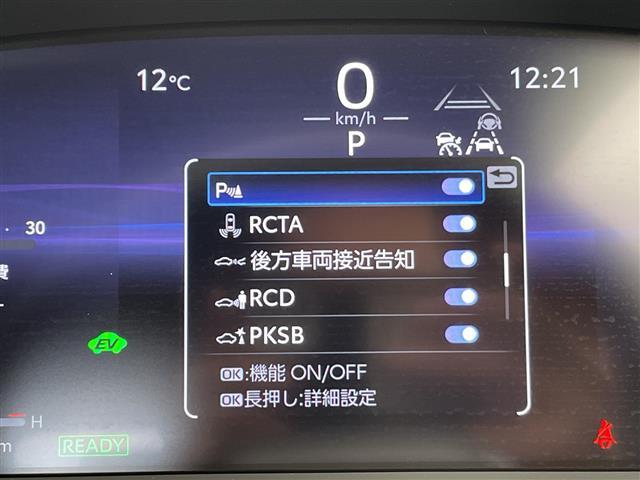 12℃
0
km/h
P
12:21
30
費
P
RCTA
後方車両接近告知
RCD
PKSB
OK:機能 ON/OFF
OK長押し:詳細設定
EV
H
m
READY